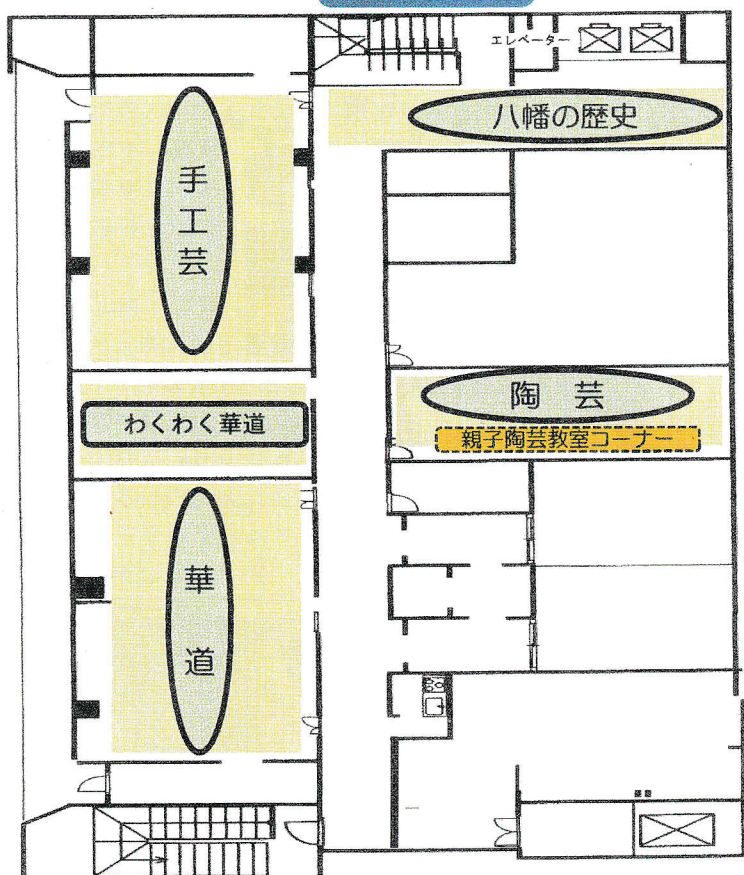 エレベーター
八幡の歴史
手工芸
陶 芸
親子陶芸教室コーナー
わくわく華道
華道